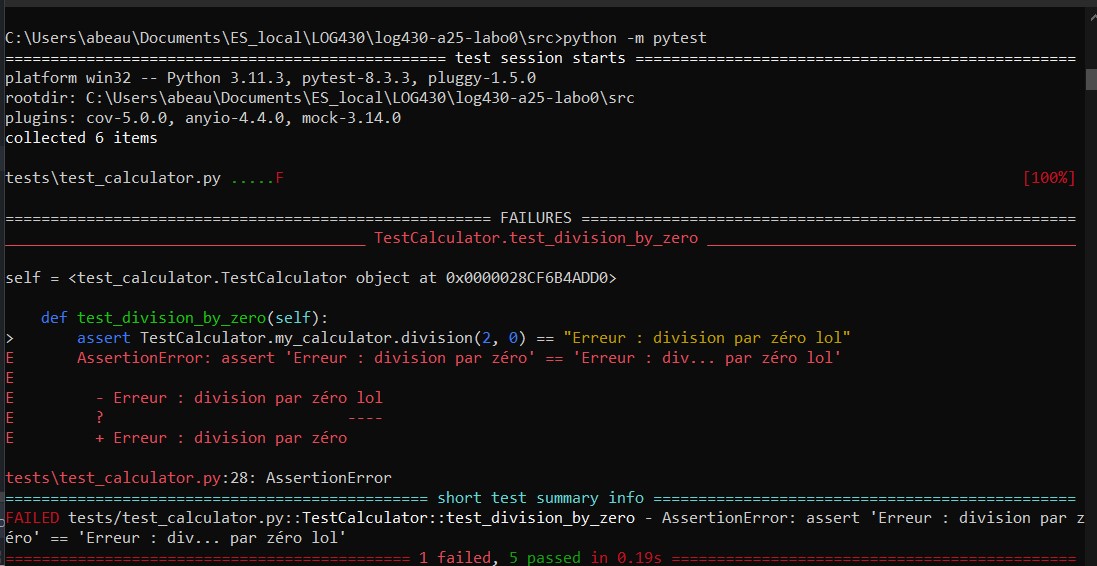 C:\Users\abeau\Documents\ES_local\LOG430\log430-a25-labo0\src>python -m pytest
================================================= test session starts =================================================
platform win32 -- Python 3.11.3, pytest-8.3.3, pluggy-1.5.0
rootdir: C:\Users\abeau\Documents\ES_local\LOG430\log430-a25-labo0\src
plugins: cov-5.0.0, anyio-4.4.0, mock-3.14.0
collected 6 items
tests\test_calculator.py .....F [100%]
====================================================== FAILURES =======================================================
________________________________________ TestCalculator.test_division_by_zero _________________________________________
self = <test_calculator.TestCalculator object at 0x0000028CF6B4ADD0>
    def test_division_by_zero(self):
>       assert TestCalculator.my_calculator.division(2, 0) == "Erreur : division par zéro lol"
E       AssertionError: assert 'Erreur : division par zéro' == 'Erreur : div... par zéro lol'
E
E         - Erreur : division par zéro lol
E         ?                           ----
E         + Erreur : division par zéro
tests\test_calculator.py:28: AssertionError
=============================================== short test summary info ===============================================
FAILED tests/test_calculator.py::TestCalculator::test_division_by_zero - AssertionError: assert 'Erreur : division par z
éro' == 'Erreur : div... par zéro lol'
============================================= 1 failed, 5 passed in 0.19s =============================================